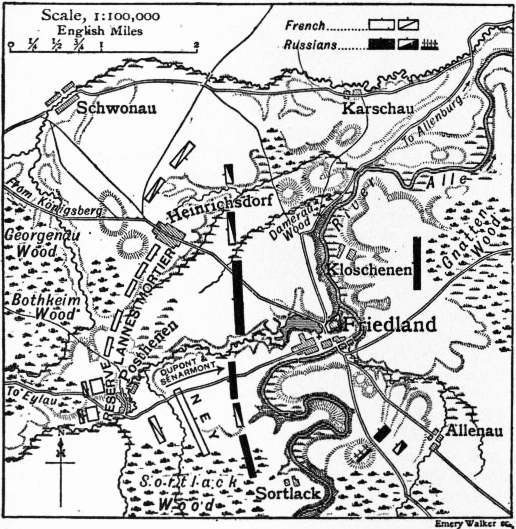 Scale, 1:100,000
English Miles
0 ¼ ½ ¾ 1 2
French
Russians
Schwonau
Karschau
To Allenburg
From Königsberg
Heinrichsdorf
Damerau Wood
River Alle
Georgenau
Wood
Kloschenen
Gnatten
Wood
Bothkeim
Wood
MORTIER
LANNES
Posthenen
RESERVE
Friedland
DUPONT &
SÉNARMONT
To Eylau
NEY
Allenau
N
Sortlack
Wood
Sortlack
Emery Walker sc.